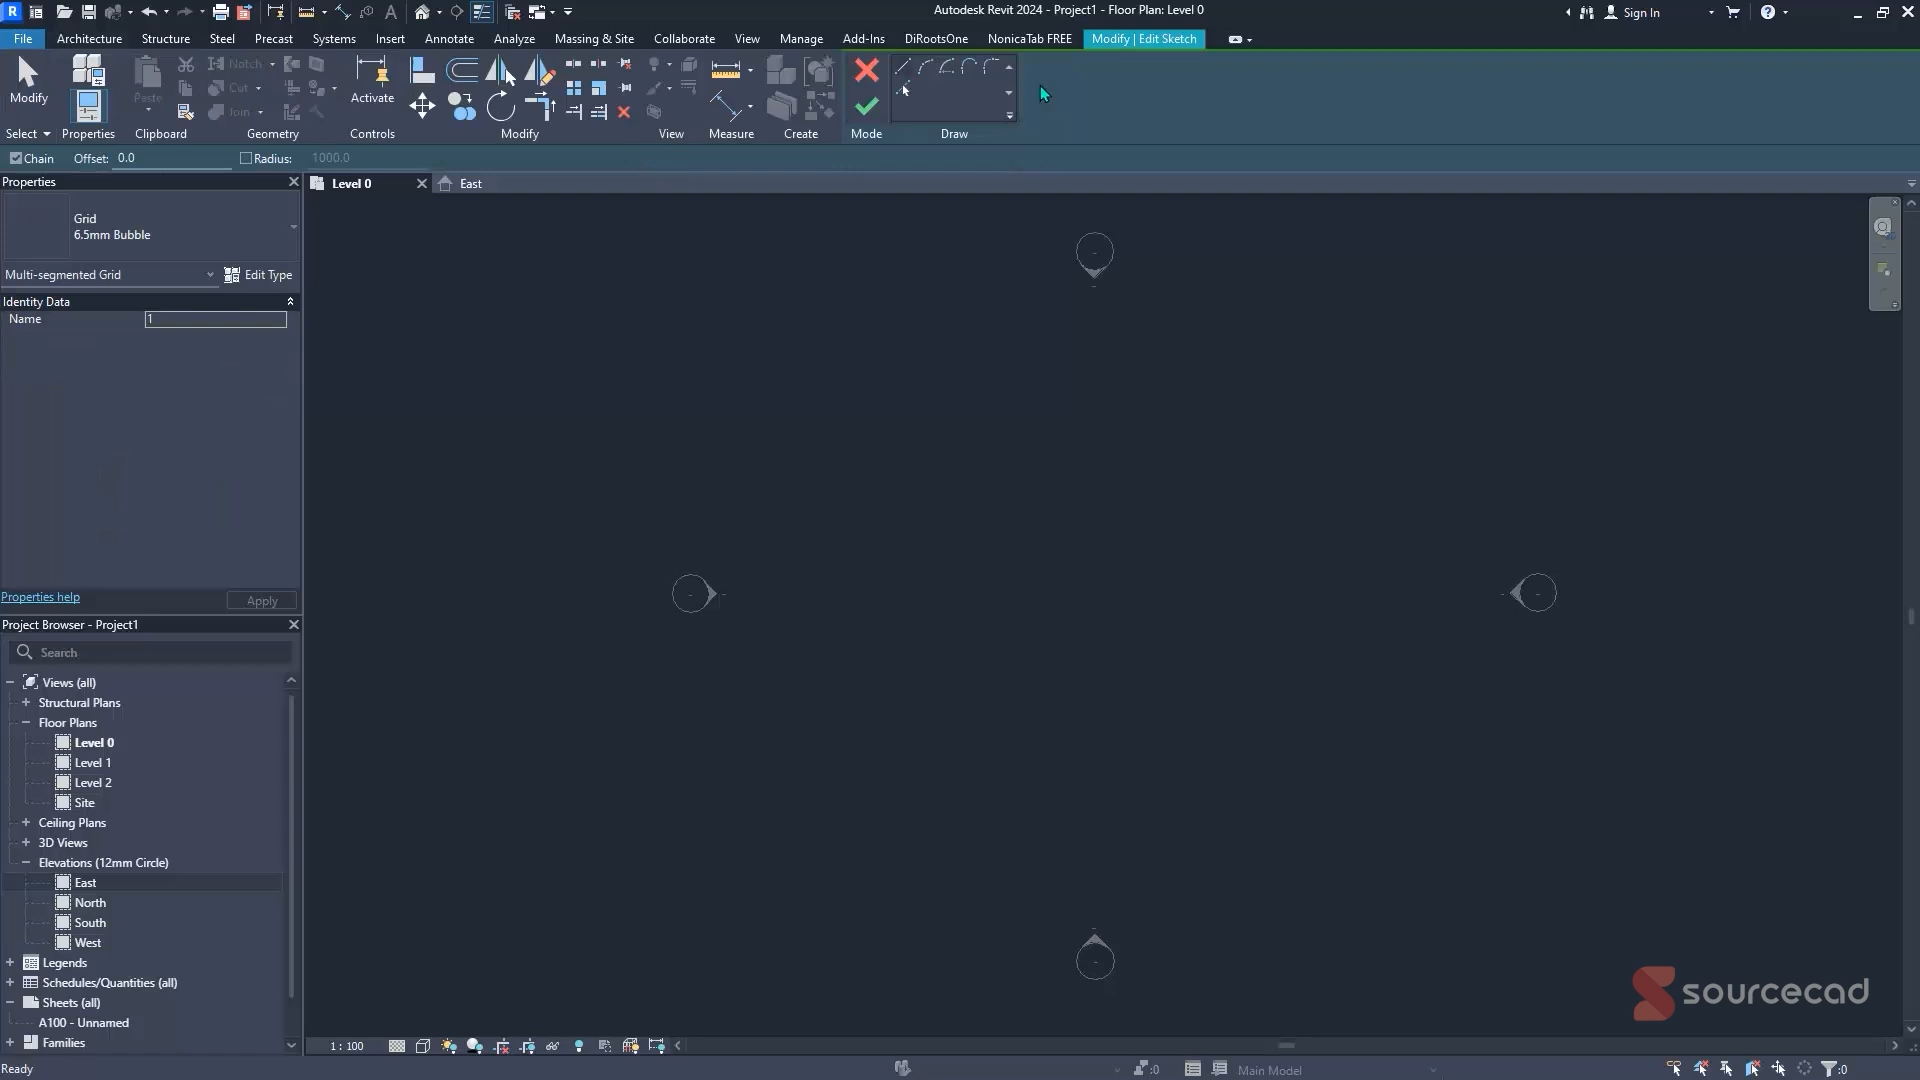 Autodesk Revit 2024 - Project1 - Floor Plan: Level 0
Sign In
File Architecture Structure Steel Precast Systems Insert Annotate Analyze Massing & Site Collaborate View Manage Add-Ins DiRootsOne NonicaTab FREE Modify | Edit Sketch
Modify
Paste
Notch
Cut
Join
Activate
Select Properties Clipboard Geometry Controls Modify View Measure Create Mode Draw
Chain Offset: 0.0 Radius: 1000.0
Properties
Level 0
East
Grid
6.5mm Bubble
Multi-segmented Grid
Edit Type
Identity Data
Name 1
Properties help
Apply
Project Browser - Project1
Search
Views (all)
Structural Plans
Floor Plans
Level 0
Level 1
Level 2
Site
Ceiling Plans
3D Views
Elevations (12mm Circle)
East
North
South
West
Legends
Schedules/Quantities (all)
Sheets (all)
A100 - Unnamed
Families
sourcecad
1 : 100
Ready
:0
Main Model
:0